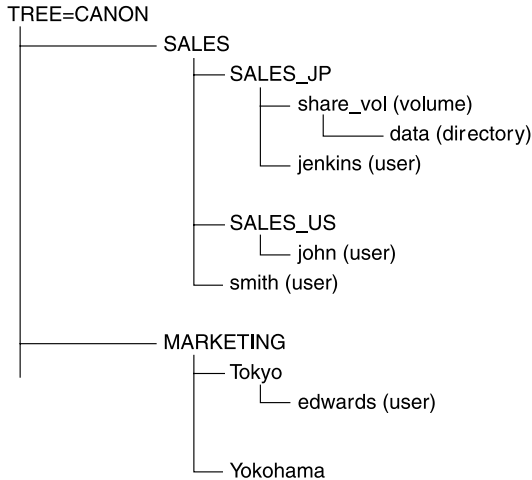 TREE=CANON
SALES
SALES_JP
share_vol (volume)
data (directory)
jenkins (user)
SALES_US
john (user)
smith (user)
MARKETING
Tokyo
edwards (user)
Yokohama